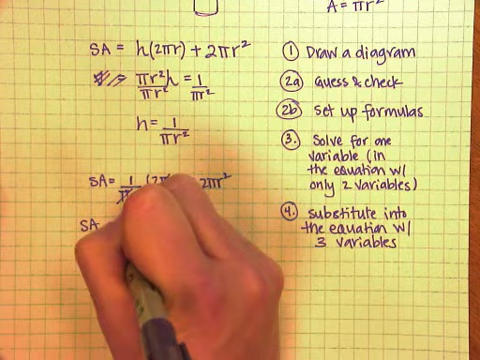 A = πr²
SA = h(2πr) + 2πr²
πr²h/πr² = 1/πr²
h = 1/πr²
SA = 1/ 2πr²
SA
① Draw a diagram
②a Guess & check
②b Set up formulas
③. Solve for one
variable (in
the equation w/
only 2 variables)
④. substitute into
the equation w/
3 variables